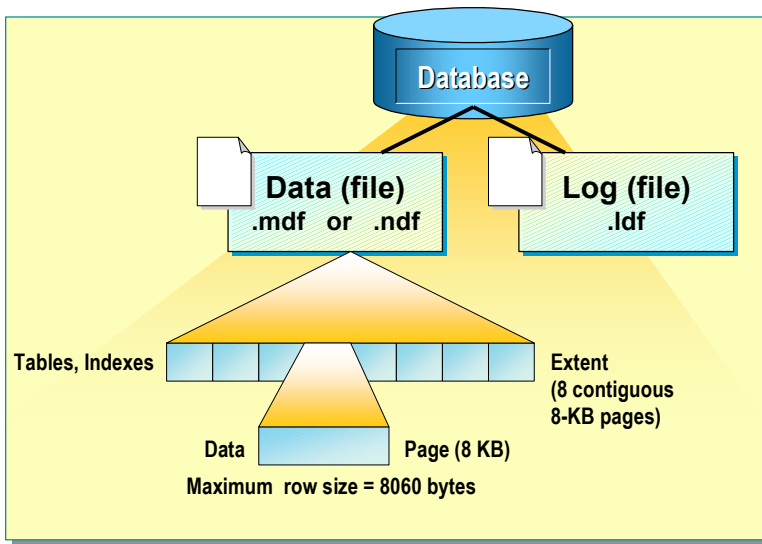 Database
Data (file)
.mdf or .ndf
Log (file)
.ldf
Tables, Indexes
Extent
(8 contiguous
8-KB pages)
Data
Page (8 KB)
Maximum row size = 8060 bytes